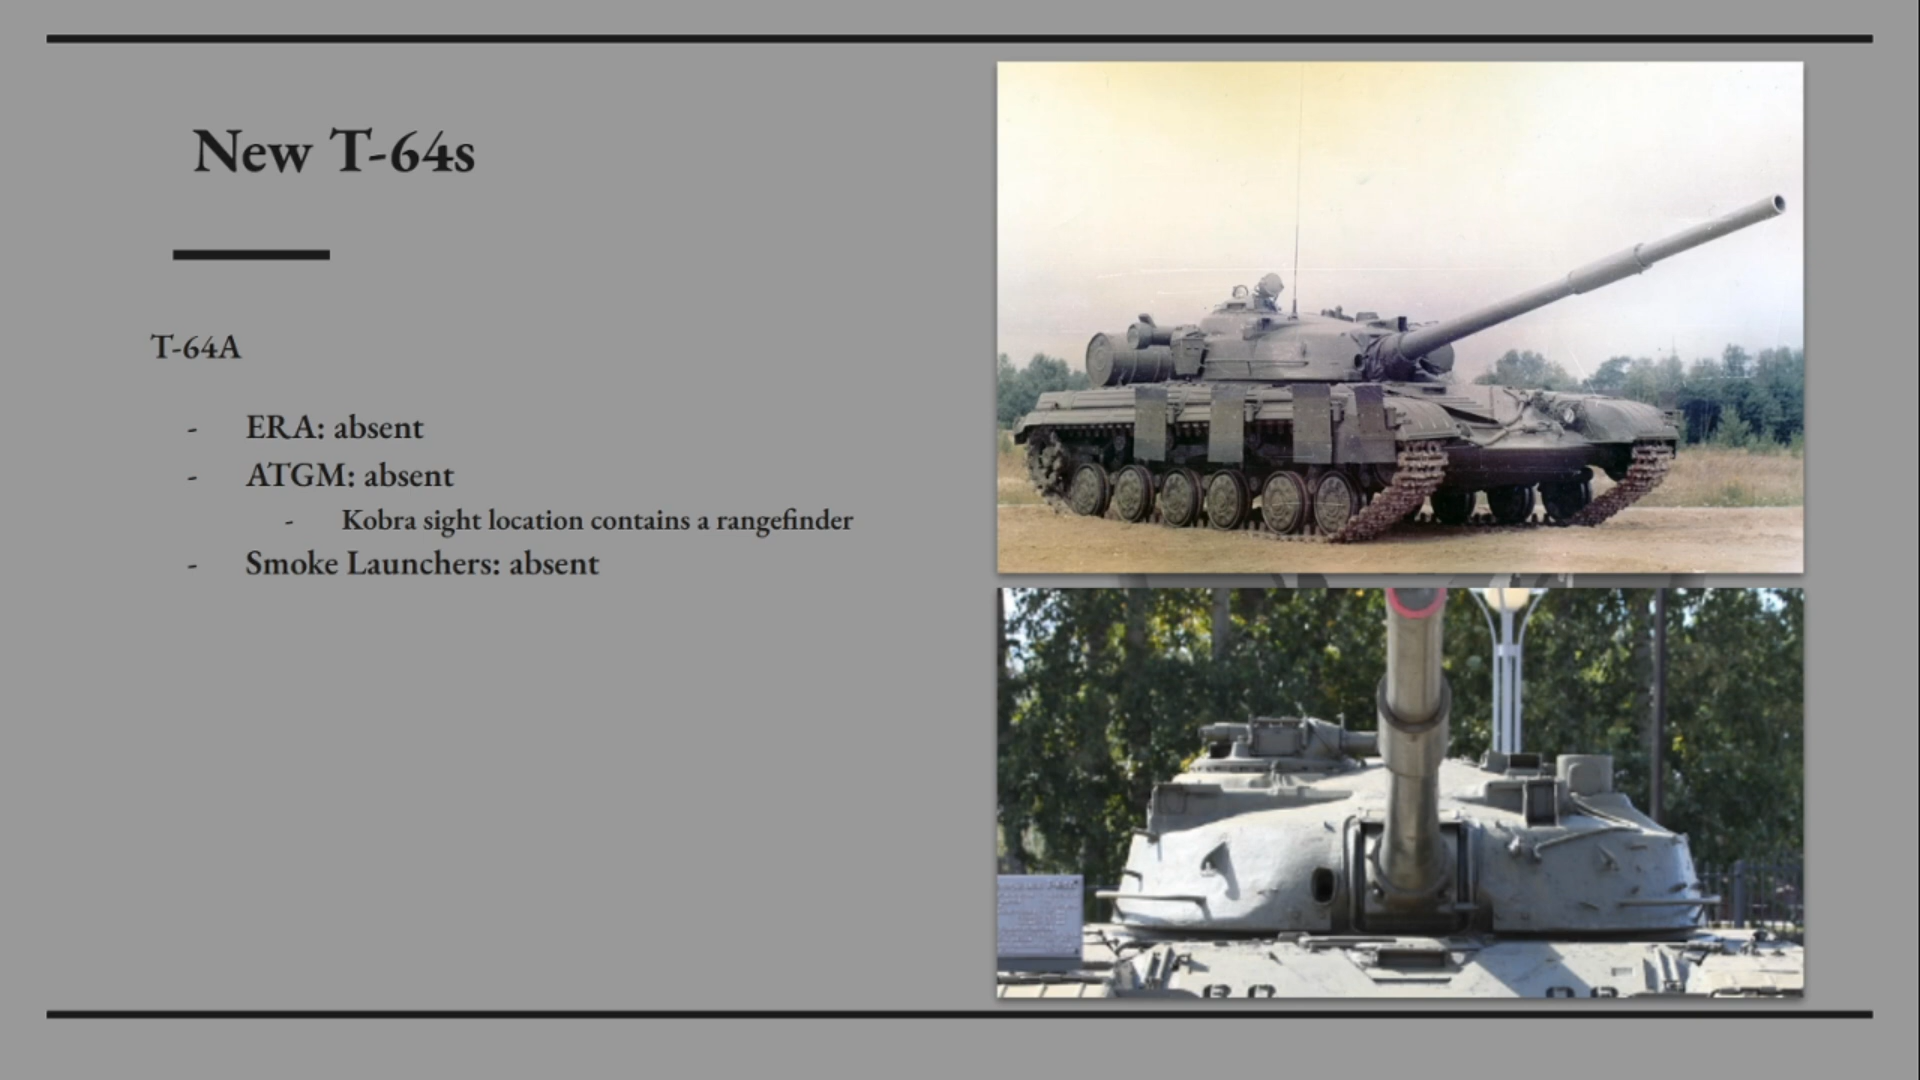 New T-64s
T-64A
- ERA: absent
- ATGM: absent
- Kobra sight location contains a rangefinder
- Smoke Launchers: absent